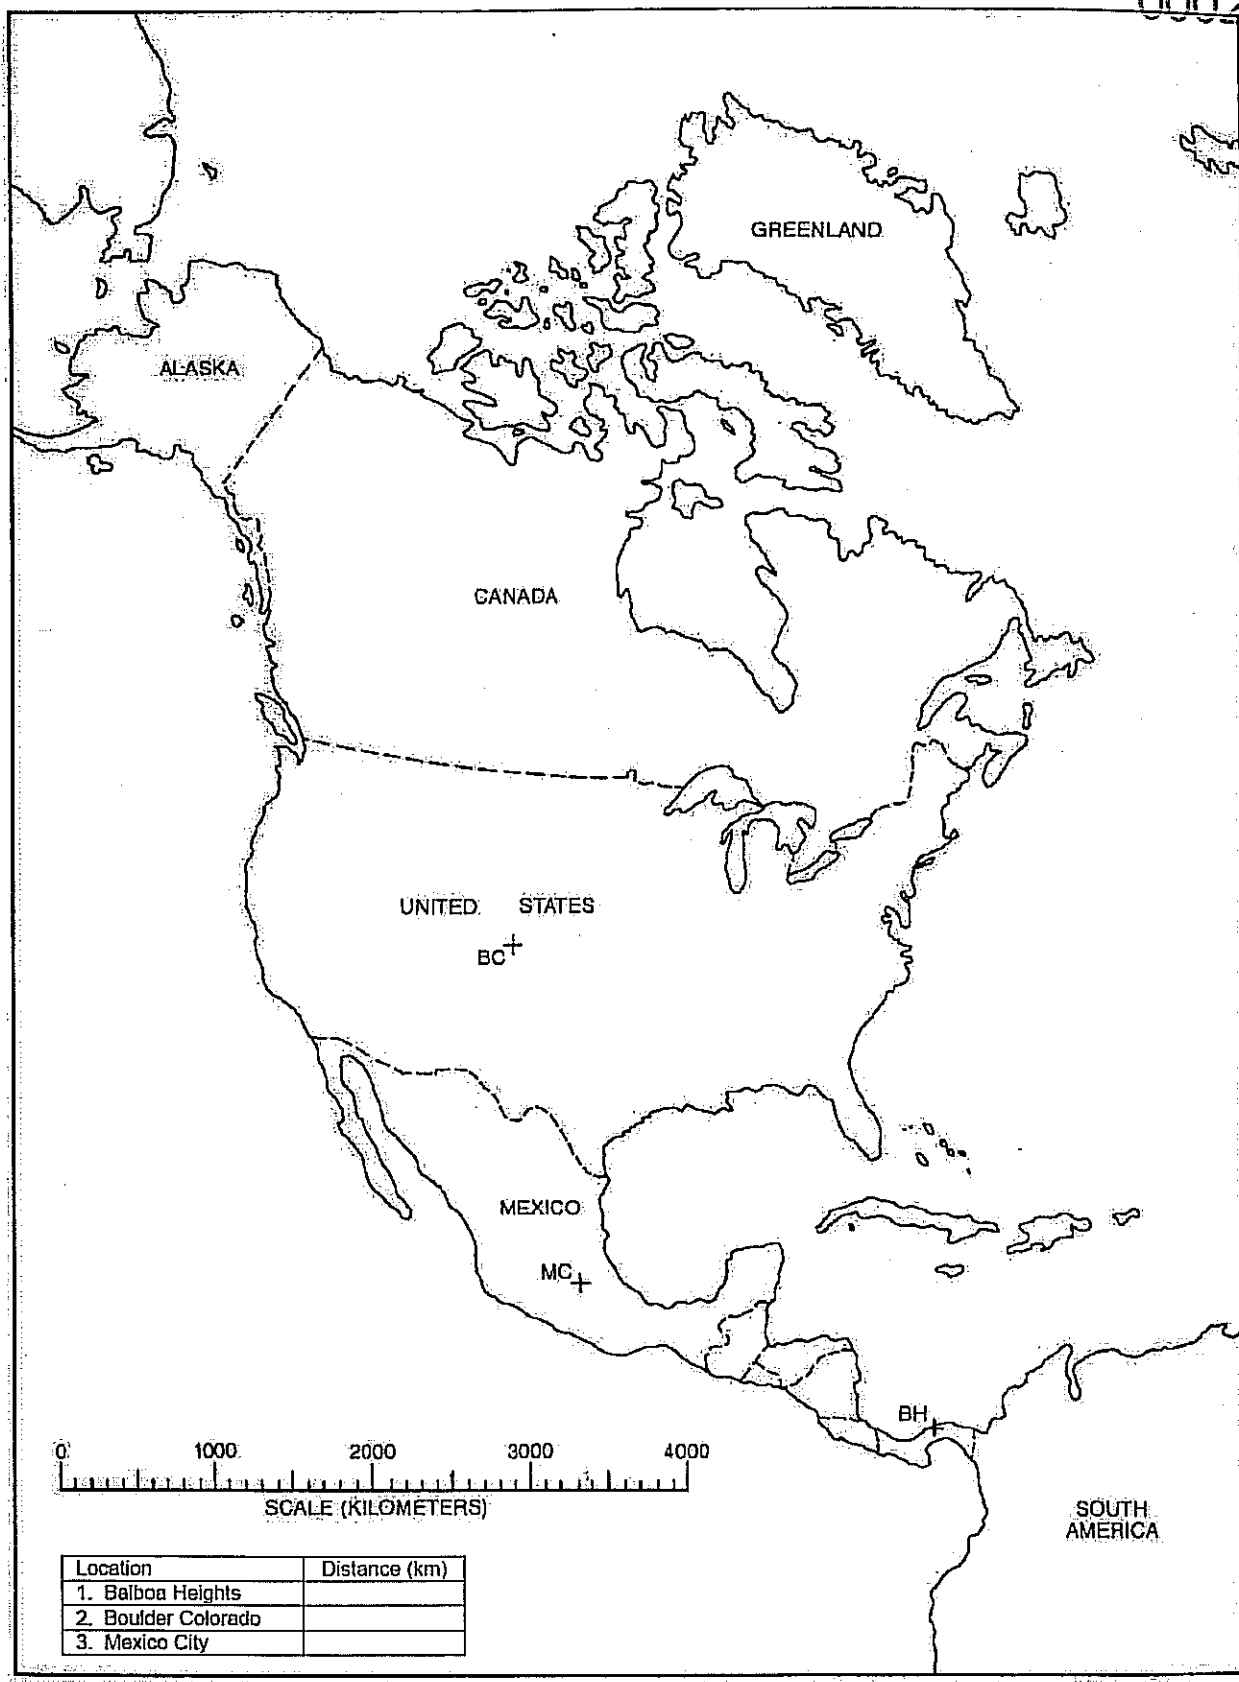 GREENLAND
ALASKA
CANADA
UNITED STATES
BC
MEXICO
MC
BH
0 1000 2000 3000 4000
SCALE (KILOMETERS)
SOUTH
AMERICA
Location Distance (km)
1. Balboa Heights
2. Boulder Colorado
3. Mexico City